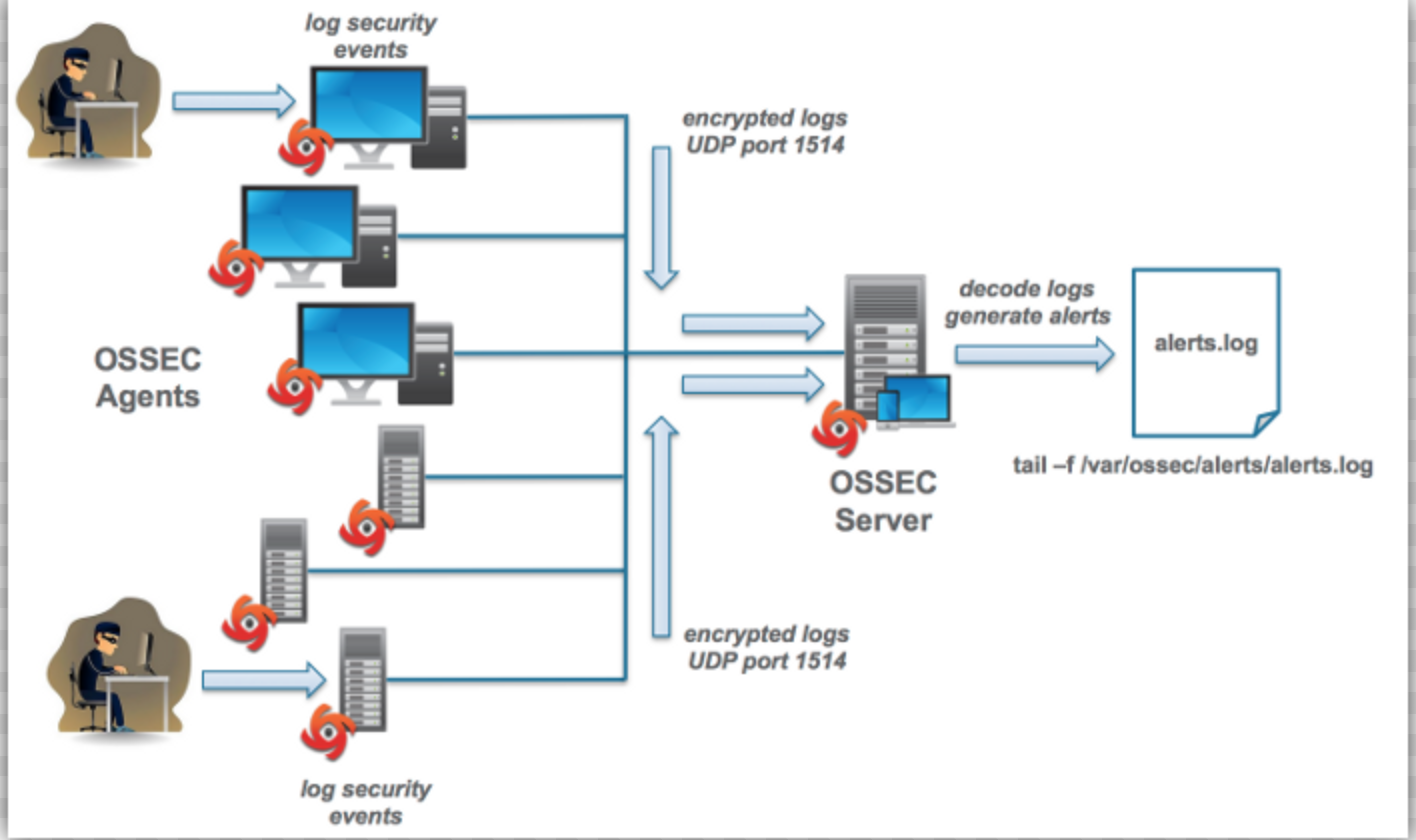 log security
events
encrypted logs
UDP port 1514
OSSEC
Agents
decode logs
generate alerts
alerts.log
tail –f /var/ossec/alerts/alerts.log
OSSEC
Server
encrypted logs
UDP port 1514
log security
events